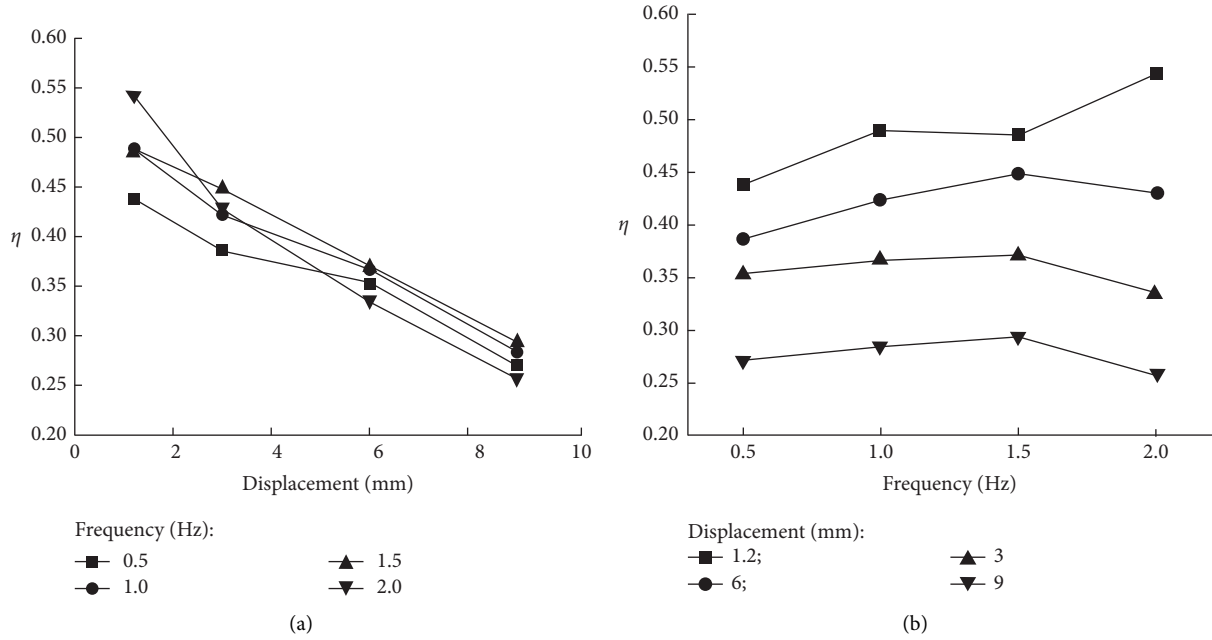 0.60
0.55
0.50
0.45
0.40
0.35
0.30
0.25
0.20
η
0 2 4 6 8 10
Displacement (mm)
Frequency (Hz):
0.5 1.5
1.0 2.0
(a)
0.60
0.55
0.50
0.45
0.40
0.35
0.30
0.25
0.20
η
0.5 1.0 1.5 2.0
Frequency (Hz)
Displacement (mm):
1.2; 3
6; 9
(b)